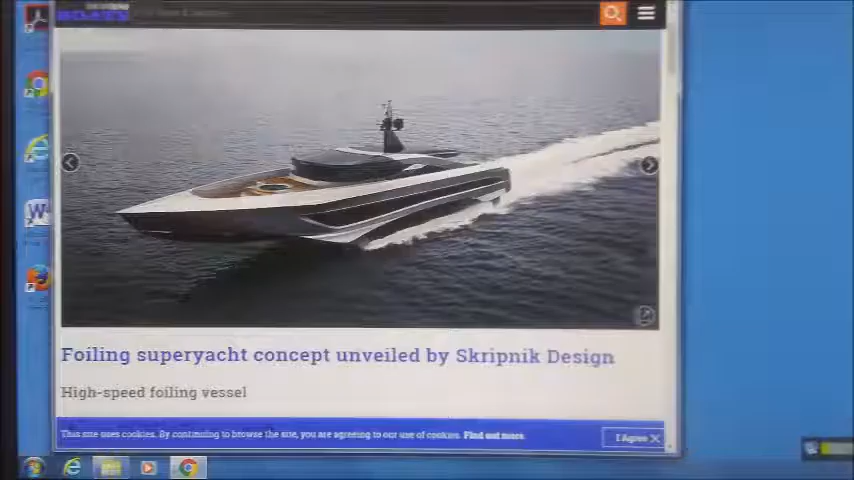 BOATS
Foiling superyacht concept unveiled by Skripnik Design
High-speed foiling vessel
This site uses cookies. By continuing to browse the site, you are agreeing to our use of cookies. Find out more
I Agree X
W